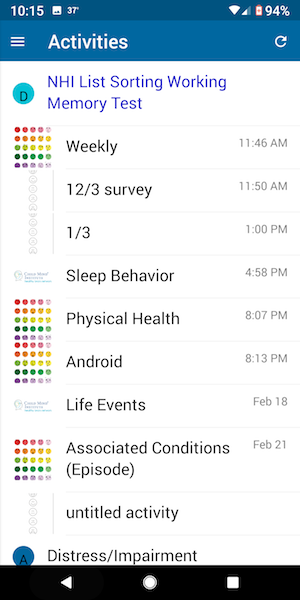 10:15 37° 94%
Activities
D
NHI List Sorting Working
Memory Test
Weekly 11:46 AM
12/3 survey 11:50 AM
1/3 1:00 PM
Sleep Behavior 4:58 PM
Physical Health 8:07 PM
Android 8:13 PM
Life Events Feb 18
Associated Conditions Feb 21
(Episode)
untitled activity
A Distress/Impairment